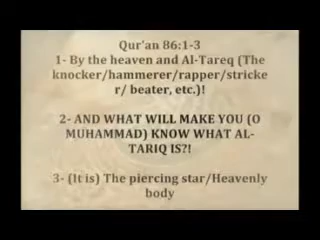 Qur'an 86:1-3
1- By the heaven and Al-Tareq (The
knocker/hammerer/rapper/stricke
r/ beater, etc.)!
2- AND WHAT WILL MAKE YOU (O
MUHAMMAD) KNOW WHAT AL-
TARIQ IS?!
3- (It is) The piercing star/Heavenly
body